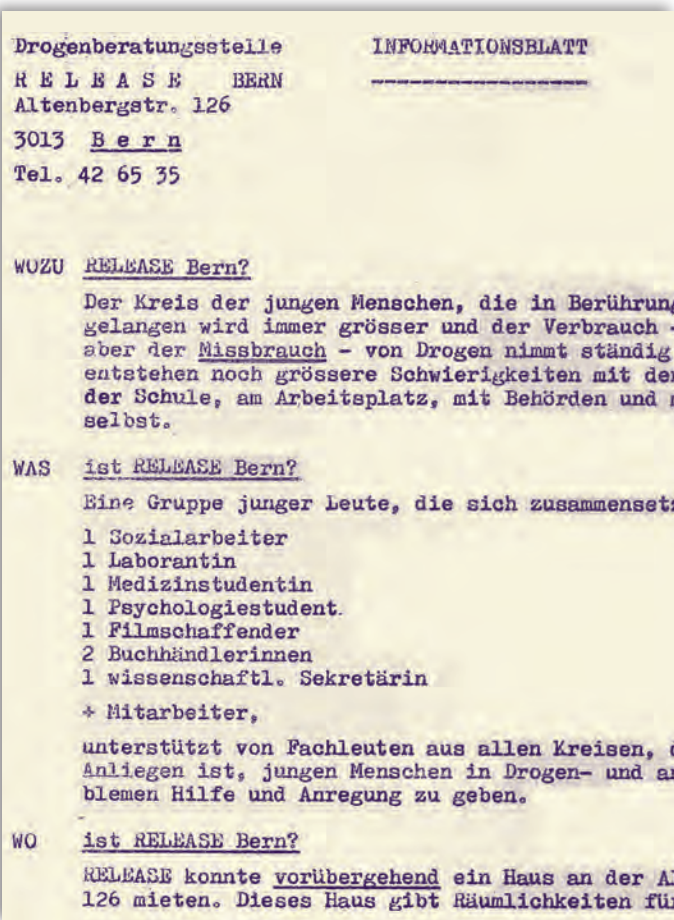 Drogenberatungsstelle INFORMATIONSBLATT
R E L E A S E BERN -----------------
Altenbergstr. 126
3013 B e r n
Tel. 42 65 35
WOZU RELEASE Bern?
Der Kreis der jungen Menschen, die in Berührung
gelangen wird immer grösser und der Verbrauch -
aber der Missbrauch - von Drogen nimmt ständig
entstehen noch grössere Schwierigkeiten mit
der Schule, am Arbeitsplatz, mit Behörden und
selbst.
WAS ist RELEASE Bern?
Eine Gruppe junger Leute, die sich
1 Sozialarbeiter
1 Laborantin
1 Medizinstudentin
1 Psychologiestudent.
1 Filmschaffender
2 Buchhändlerinnen
1 wissenschaftl. Sekretärin
+ Mitarbeiter,
unterstützt von Fachleuten aus allen Kreisen,
Anliegen ist, jungen Menschen in Drogen- und
blemen Hilfe und Anregung zu geben.
WO ist RELEASE Bern?
RELEASE konnte vorübergehend ein Haus an der
126 mieten. Dieses Haus gibt Räumlichkeiten für